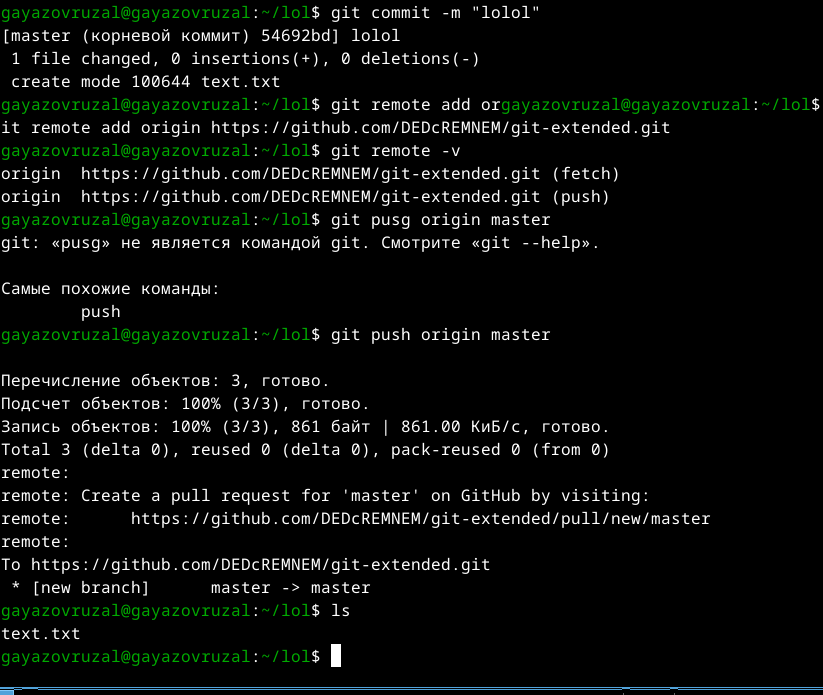 gayazovruzal@gayazovruzal:~/lol$ git commit -m "lolol"
[master (корневой коммит) 54692bd] lolol
 1 file changed, 0 insertions(+), 0 deletions(-)
 create mode 100644 text.txt
gayazovruzal@gayazovruzal:~/lol$ git remote add orgayazovruzal@gayazovruzal:~/lol$
it remote add origin https://github.com/DEDcREMNEM/git-extended.git
gayazovruzal@gayazovruzal:~/lol$ git remote -v
origin  https://github.com/DEDcREMNEM/git-extended.git (fetch)
origin  https://github.com/DEDcREMNEM/git-extended.git (push)
gayazovruzal@gayazovruzal:~/lol$ git pusg origin master
git: «pusg» не является командой git. Смотрите «git --help».

Самые похожие команды:
        push
gayazovruzal@gayazovruzal:~/lol$ git push origin master

Перечисление объектов: 3, готово.
Подсчет объектов: 100% (3/3), готово.
Запись объектов: 100% (3/3), 861 байт | 861.00 КиБ/с, готово.
Total 3 (delta 0), reused 0 (delta 0), pack-reused 0 (from 0)
remote:
remote: Create a pull request for 'master' on GitHub by visiting:
remote:      https://github.com/DEDcREMNEM/git-extended/pull/new/master
remote:
To https://github.com/DEDcREMNEM/git-extended.git
 * [new branch]      master -> master
gayazovruzal@gayazovruzal:~/lol$ ls
text.txt
gayazovruzal@gayazovruzal:~/lol$